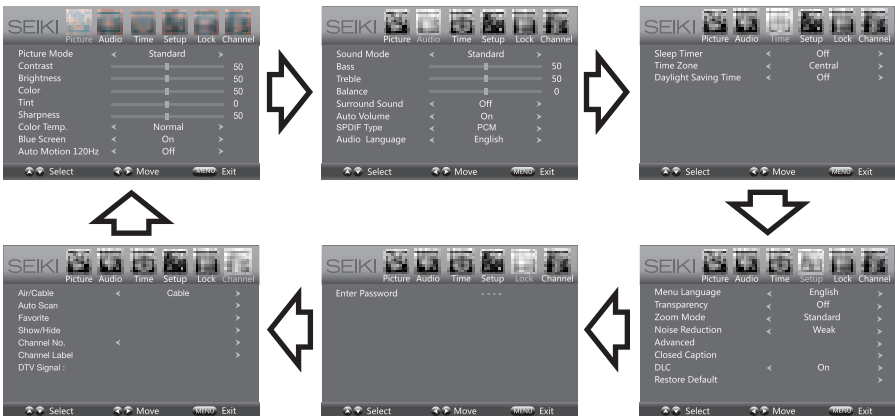 SEIKI
Picture Audio Time Setup Lock Channel
Picture Mode Standard
Contrast 50
Brightness 50
Color 50
Tint 0
Sharpness 50
Color Temp. Normal
Blue Screen On
Auto Motion 120Hz Off
Select Move MENU Exit
SEIKI
Picture Audio Time Setup Lock Channel
Sound Mode Standard
Bass 50
Treble 50
Balance 0
Surround Sound Off
Auto Volume On
SPDIF Type PCM
Audio Language English
Select Move MENU Exit
SEIKI
Picture Audio Time Setup Lock Channel
Sleep Timer Off
Time Zone Central
Daylight Saving Time Off
Select Move MENU Exit
SEIKI
Picture Audio Time Setup Lock Channel
Air/Cable Cable
Auto Scan
Favorite
Show/Hide
Channel No.
Channel Label
DTV Signal :
Select Move MENU Exit
SEIKI
Picture Audio Time Setup Lock Channel
Enter Password - - - -
Select Move MENU Exit
SEIKI
Picture Audio Time Setup Lock Channel
Menu Language English
Transparency Off
Zoom Mode Standard
Noise Reduction Weak
Advanced
Closed Caption
DLC On
Restore Default
Select Move MENU Exit